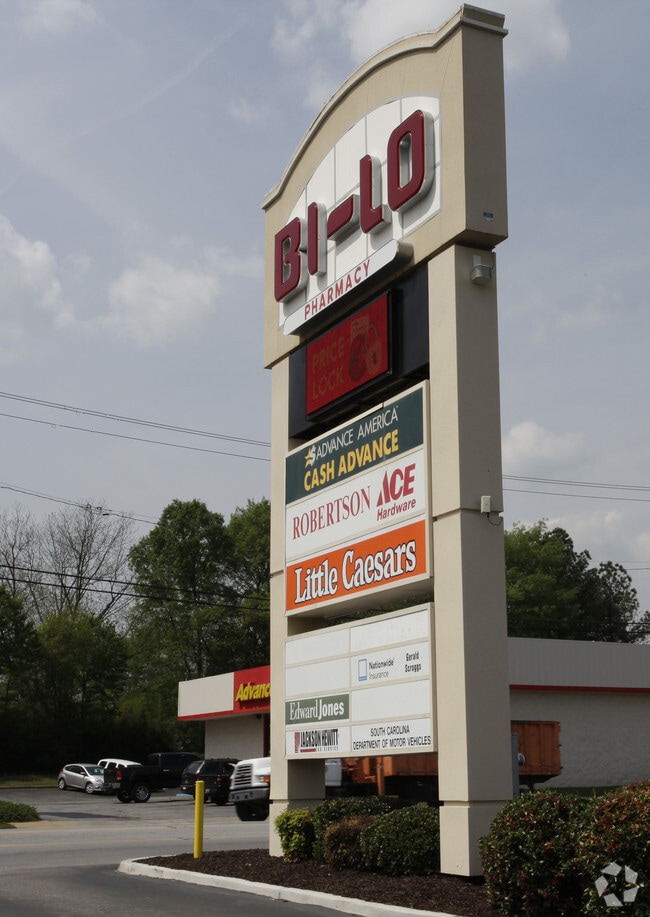 BI-LO
PHARMACY
PRICE
LOCK
ADVANCE AMERICA
CASH ADVANCE
ROBERTSON ACE
Hardware
Little Caesars
Nationwide
Insurance
Gerald
Scroggs
EdwardJones
JACKSON HEWITT
SOUTH CAROLINA
DEPARTMENT OF MOTOR VEHICLES
Advance